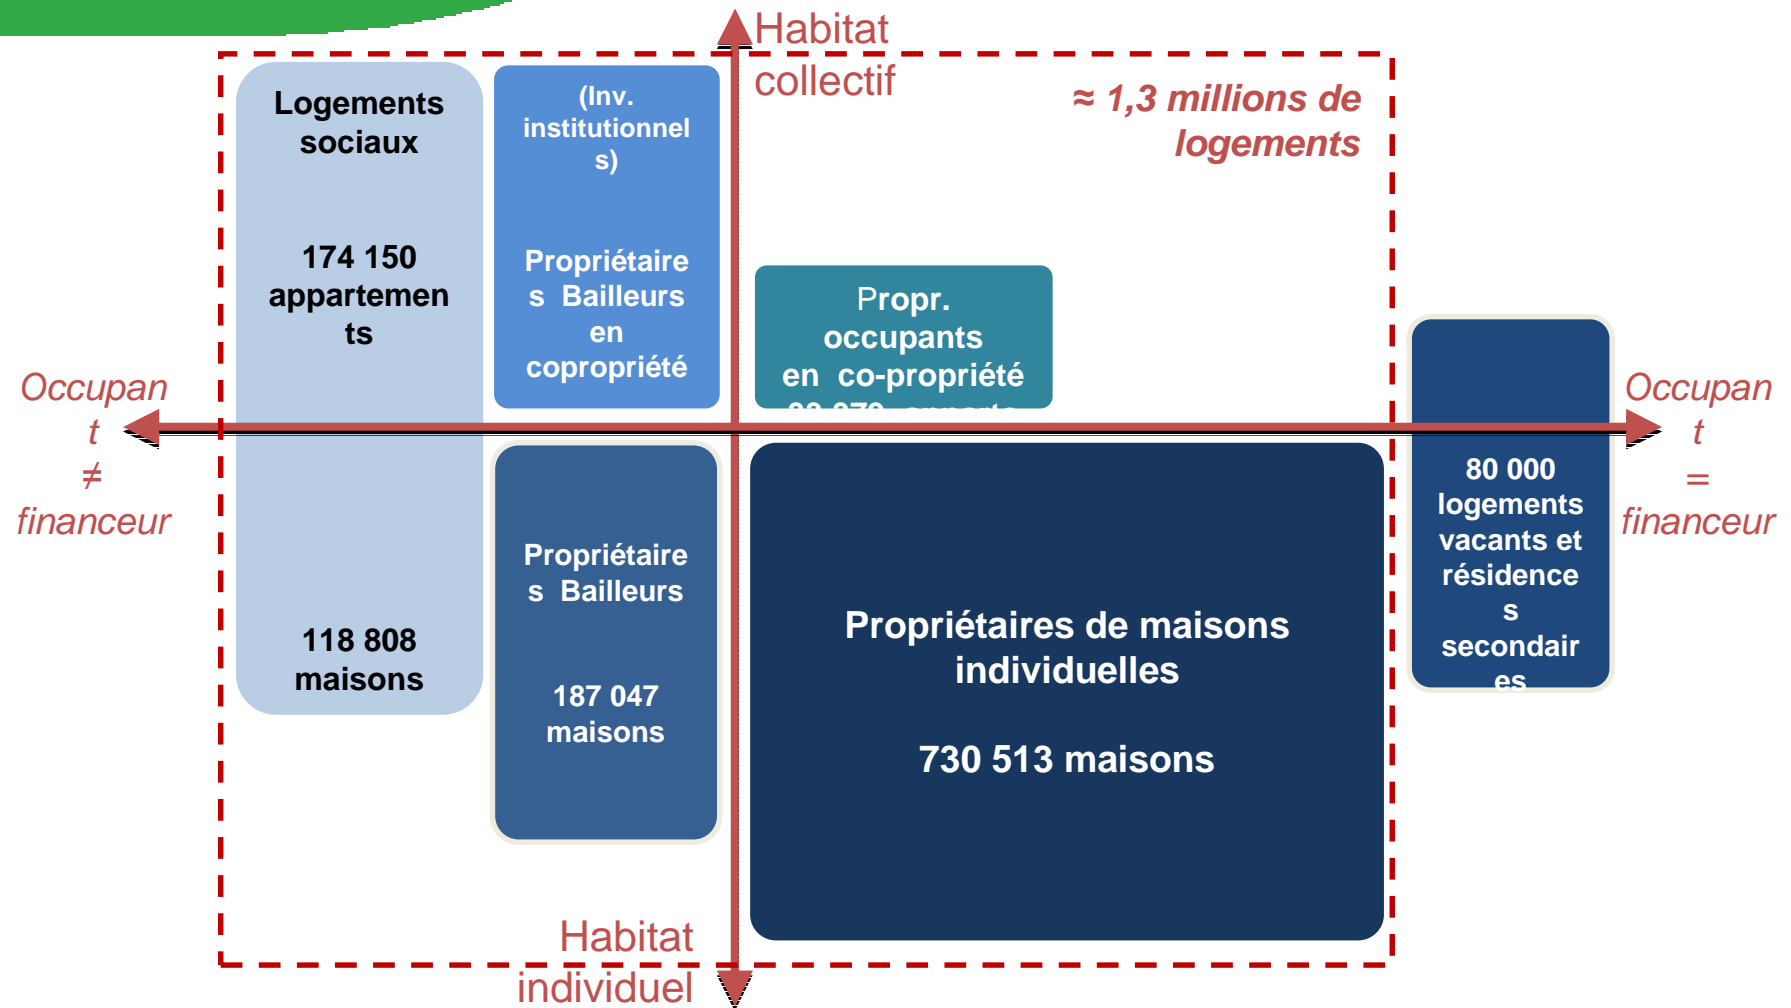 Habitat
collectif
≈ 1,3 millions de
logements
Logements
sociaux
174 150
appartemen
ts
118 808
maisons
(Inv.
institutionnel
s)
Propriétaire
s Bailleurs
en
copropriété
Propr.
occupants
en co-propriété
Occupan
t
≠
financeur
Occupan
t
=
financeur
80 000
logements
vacants et
résidence
s
secondair
es
Propriétaire
s Bailleurs
187 047
maisons
Propriétaires de maisons
individuelles
730 513 maisons
Habitat
individuel